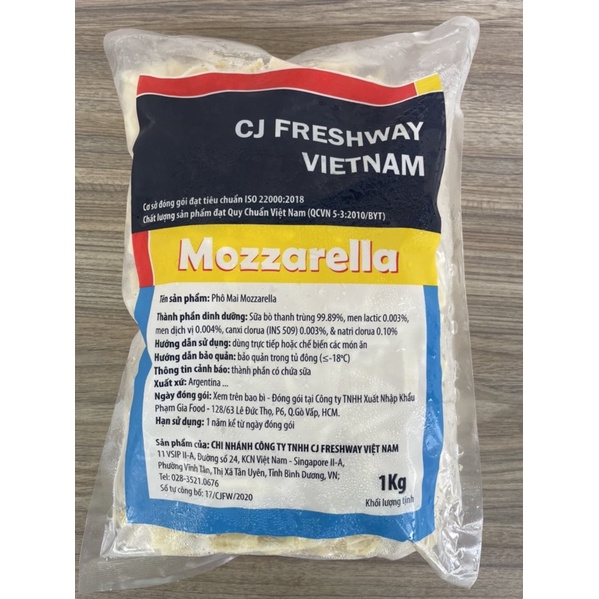 CJ FRESHWAY
VIETNAM
Cơ sở đóng gói đạt tiêu chuẩn ISO 22000:2018
Chất lượng sản phẩm đạt Quy Chuẩn Việt Nam (QCVN 5-3:2010/BYT)
Mozzarella
Tên sản phẩm: Phô Mai Mozzarella
Thành phần dinh dưỡng: Sữa bò thanh trùng 99.89%, men lactic 0.003%,
men dịch vị 0.004%, canxi clorua (INS 509) 0.003%, & natri clorua 0.10%
Hướng dẫn sử dụng: dùng trực tiếp hoặc chế biến các món ăn
Hướng dẫn bảo quản: bảo quản trong tủ đông (≤-18°C)
Thông tin cảnh báo: thành phần có chứa sữa
Xuất xứ: Argentina ...
Ngày đóng gói: Xem trên bao bì - Đóng gói tại Công ty TNHH Xuất Nhập Khẩu
Phạm Gia Food - 128/63 Lê Đức Thọ, P6, Q.Gò Vấp, HCM.
Hạn sử dụng: 1 năm kể từ ngày đóng gói
Sản phẩm của: CHI NHÁNH CÔNG TY TNHH CJ FRESHWAY VIỆT NAM
11 VSIP II-A, Đường số 24, KCN Việt Nam - Singapore II-A,
Phường Vĩnh Tân, Thị Xã Tân Uyên, Tỉnh Bình Dương, VN;
Tel: 028-3521.0676
Số tự công bố: 17/CJFW/2020
1Kg
Khối lượng tịnh